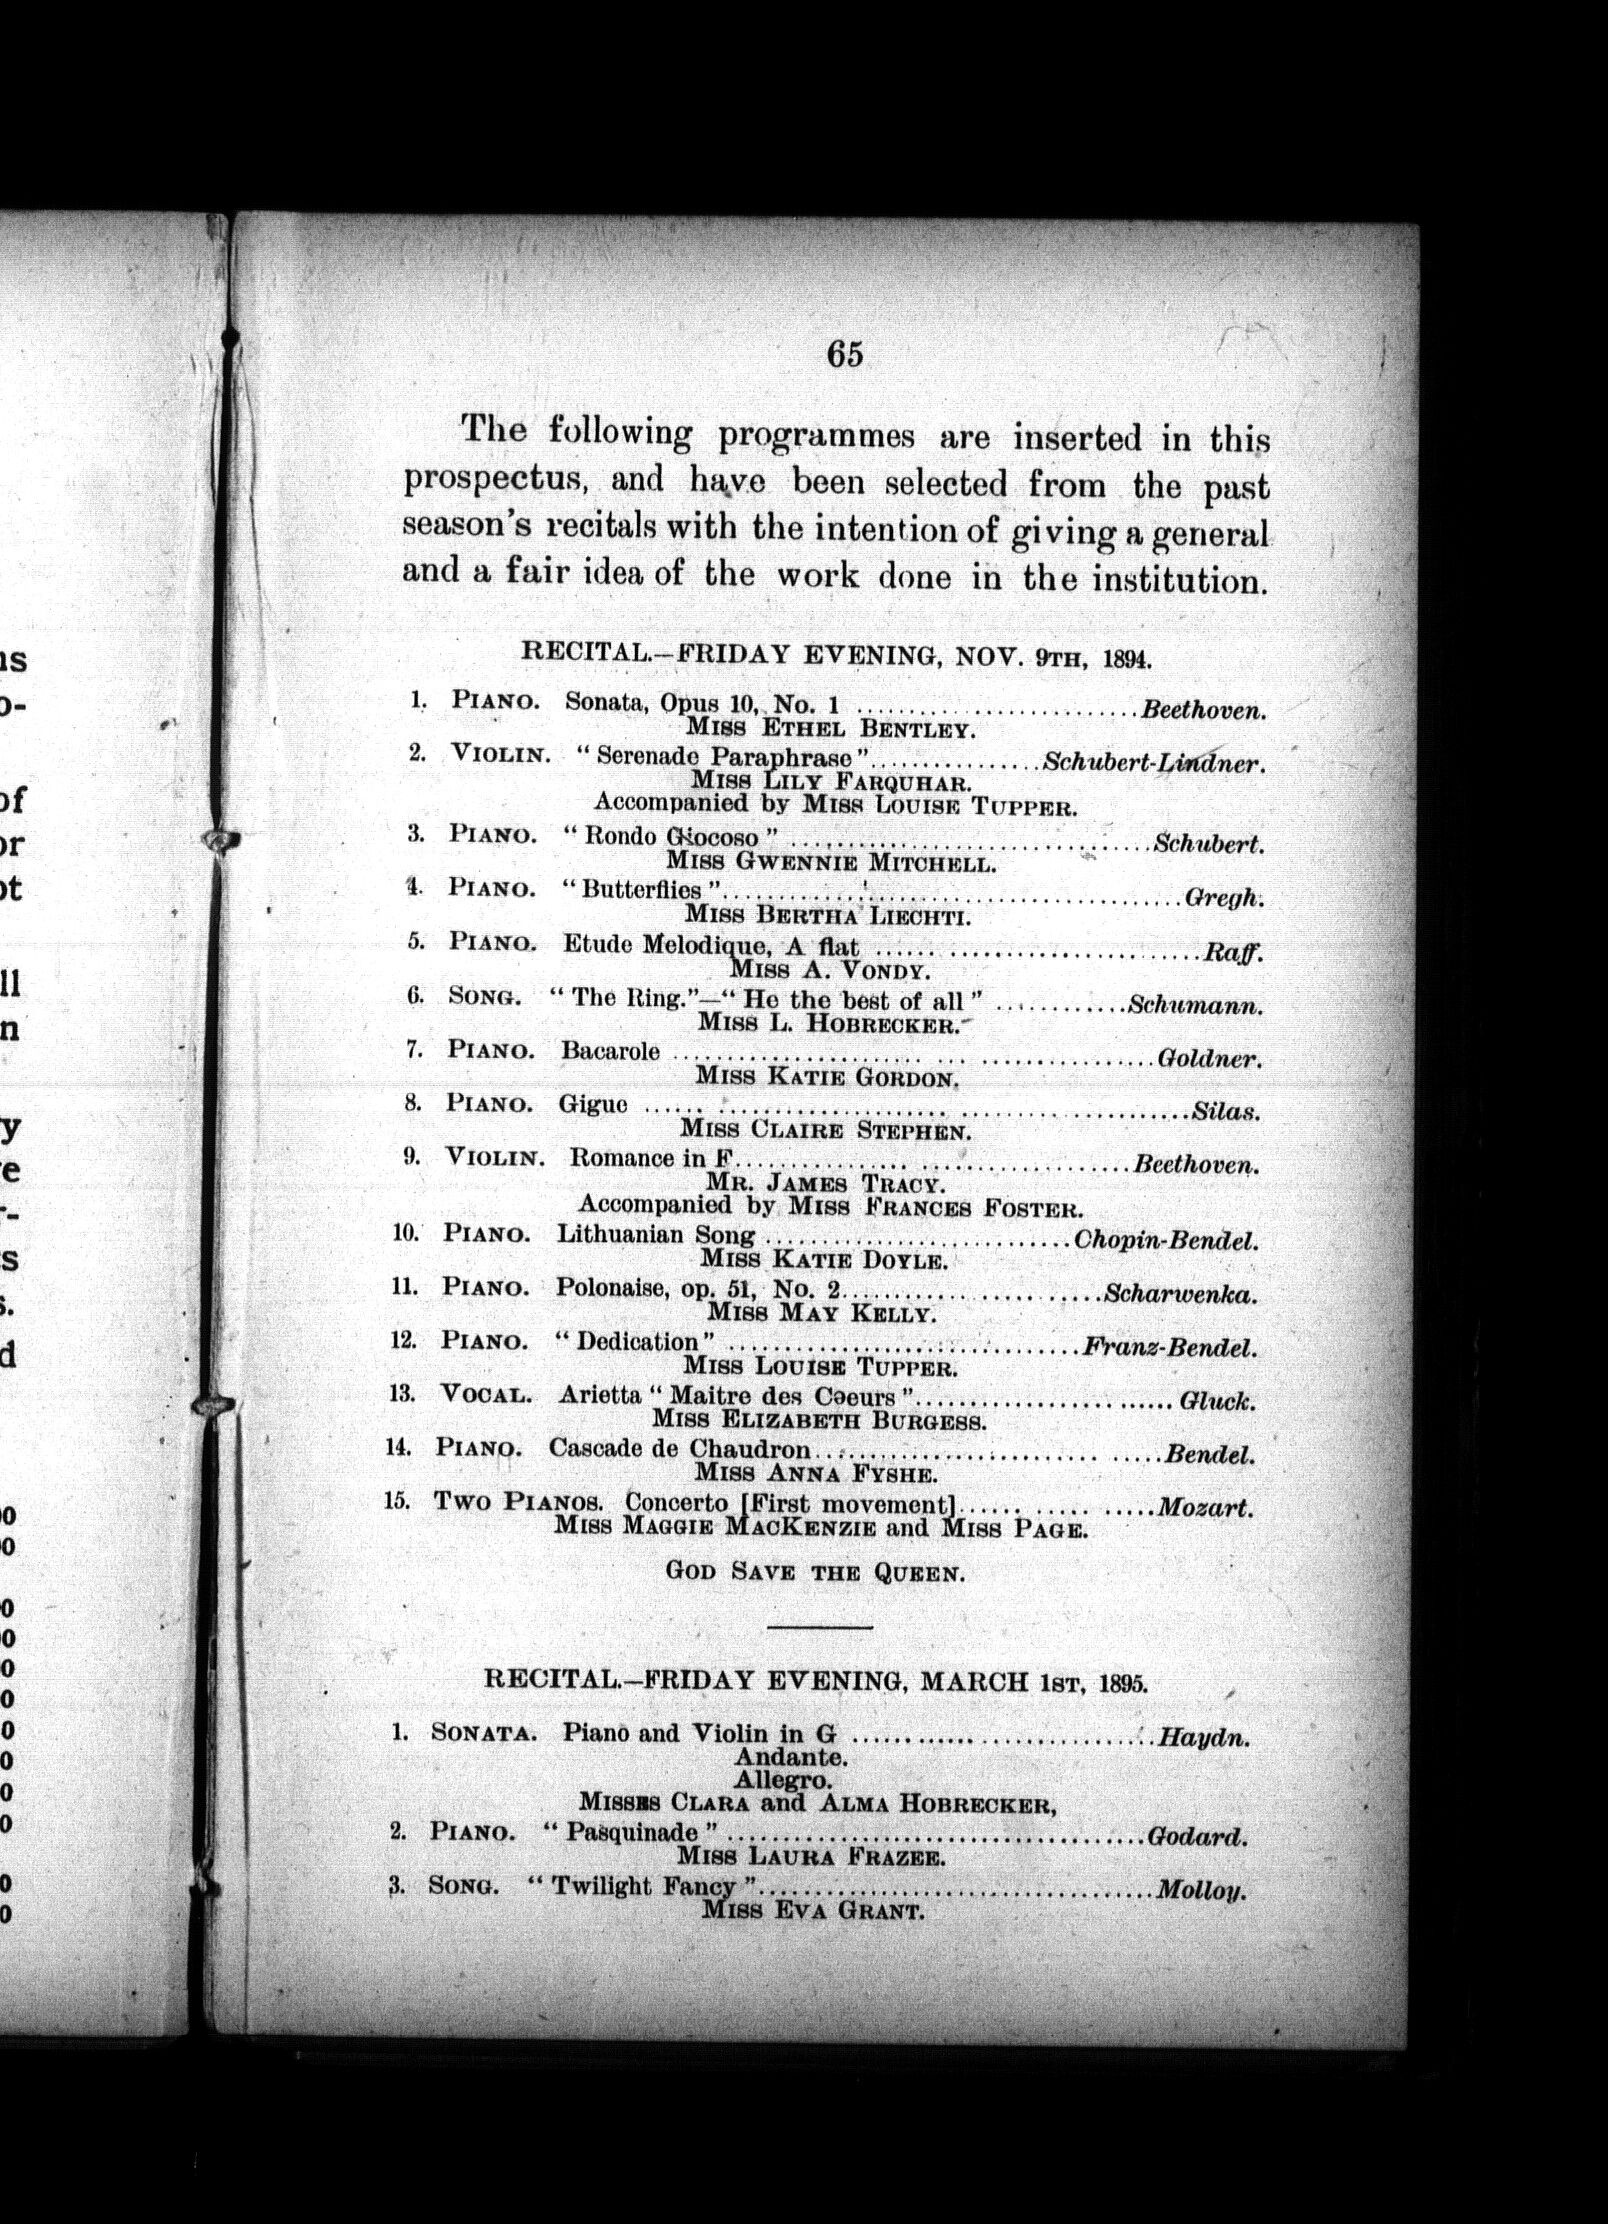 65
The following programmes are inserted in this
prospectus, and have been selected from the past
season's recitals with the intention of giving a general
and a fair idea of the work done in the institution.
RECITAL.—FRIDAY EVENING, NOV. 9TH, 1894.
1. PIANO. Sonata, Opus 10, No. 1 ........................ Beethoven.
MISS ETHEL BENTLEY.
2. VIOLIN. "Serenade Paraphrase"................Schubert-Lindner.
MISS LILY FARQUHAR.
Accompanied by MISS LOUISE TUPPER.
3. PIANO. "Rondo Giocoso" ................................Schubert.
MISS GWENNIE MITCHELL.
4. PIANO. "Butterflies"........................................Gregh.
MISS BERTHA LIECHTI.
5. PIANO. Etude Melodique, A flat ............................Raff.
MISS A. VONDY.
6. SONG. "The Ring."—"He the best of all" ............Schumann.
MISS L. HOBRECKER.
7. PIANO. Bacarole ........................................Goldner.
MISS KATIE GORDON.
8. PIANO. Gigue ................................................Silas.
MISS CLAIRE STEPHEN.
9. VIOLIN. Romance in F...................................Beethoven.
MR. JAMES TRACY.
Accompanied by MISS FRANCES FOSTER.
10. PIANO. Lithuanian Song ...........................Chopin-Bendel.
MISS KATIE DOYLE.
11. PIANO. Polonaise, op. 51, No. 2.......................Scharwenka.
MISS MAY KELLY.
12. PIANO. "Dedication" ...............................Franz-Bendel.
MISS LOUISE TUPPER.
13. VOCAL. Arietta "Maitre des Cœeurs"....................... Gluck.
MISS ELIZABETH BURGESS.
14. PIANO. Cascade de Chaudron..............................Bendel.
MISS ANNA FYSHE.
15. TWO PIANOS. Concerto [First movement].................Mozart.
MISS MAGGIE MACKENZIE and MISS PAGE.
GOD SAVE THE QUEEN.
RECITAL.—FRIDAY EVENING, MARCH 1ST, 1895.
1. SONATA. Piano and Violin in G ...........................Haydn.
Andante.
Allegro.
MISSES CLARA and ALMA HOBRECKER,
2. PIANO. "Pasquinade" .....................................Godard.
MISS LAURA FRAZEE.
3. SONG. "Twilight Fancy"...................................Molloy.
MISS EVA GRANT.